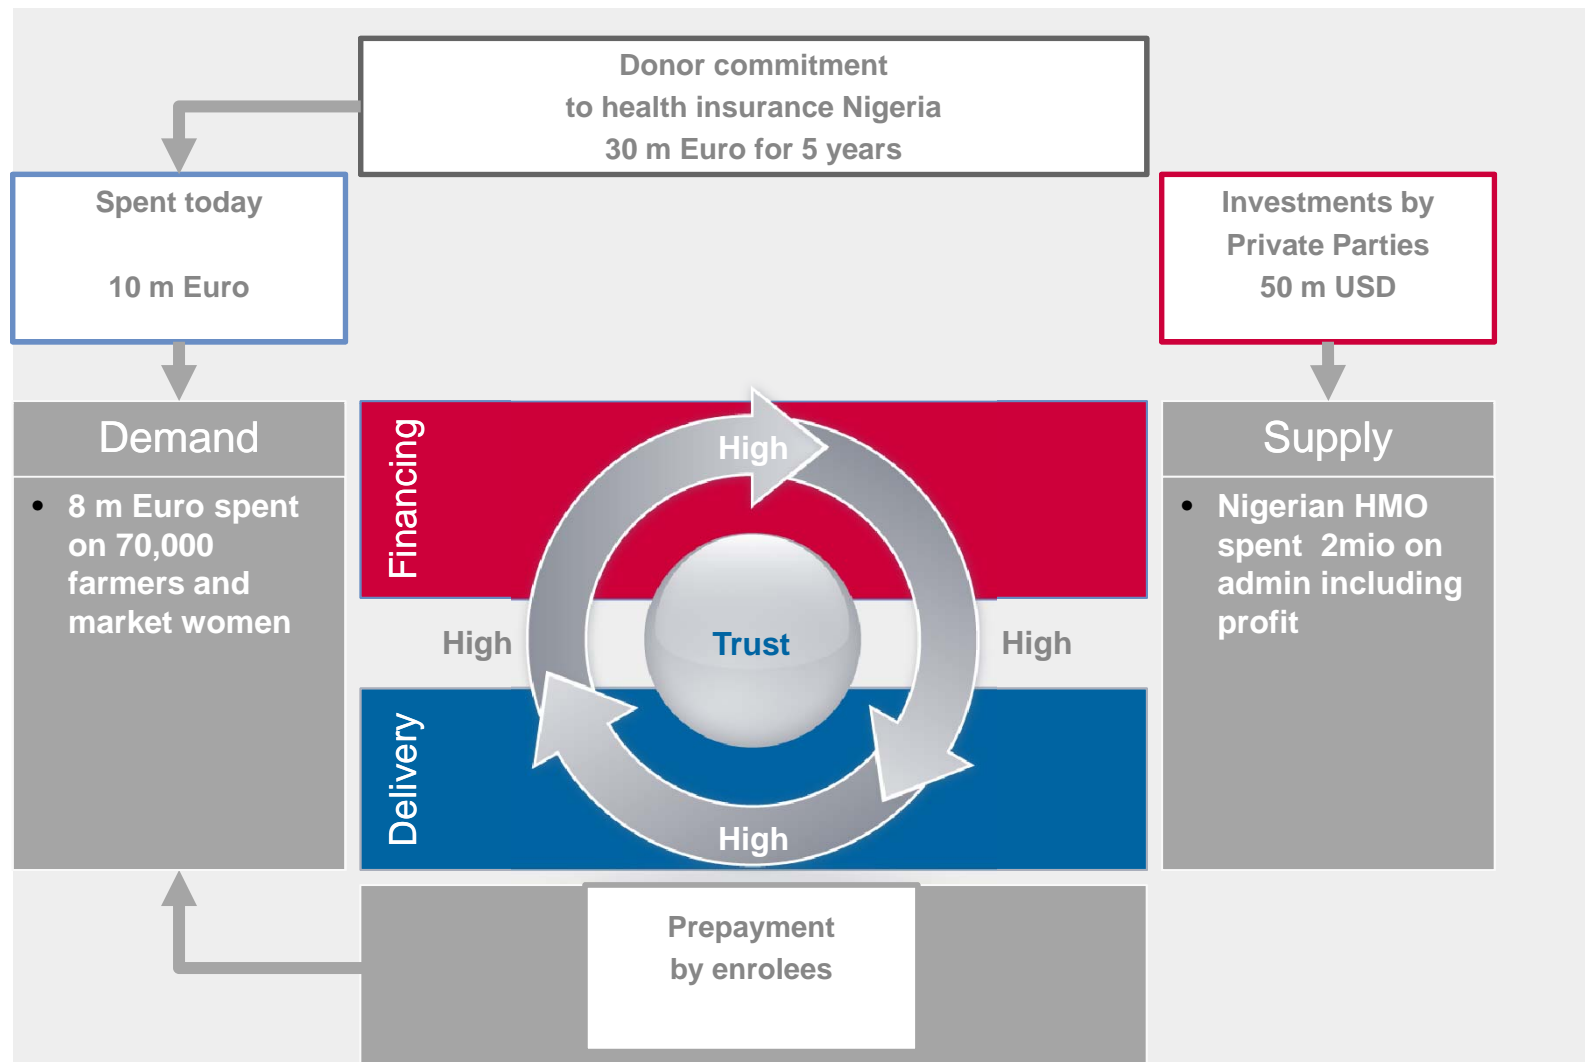 Donor commitment
to health insurance Nigeria
30 m Euro for 5 years
Spent today
10 m Euro
Investments by
Private Parties
50 m USD
Demand
• 8 m Euro spent
on 70,000
farmers and
market women
Financing
High
High
Trust
High
Delivery
High
Supply
• Nigerian HMO
spent 2mio on
admin including
profit
Prepayment
by enrolees